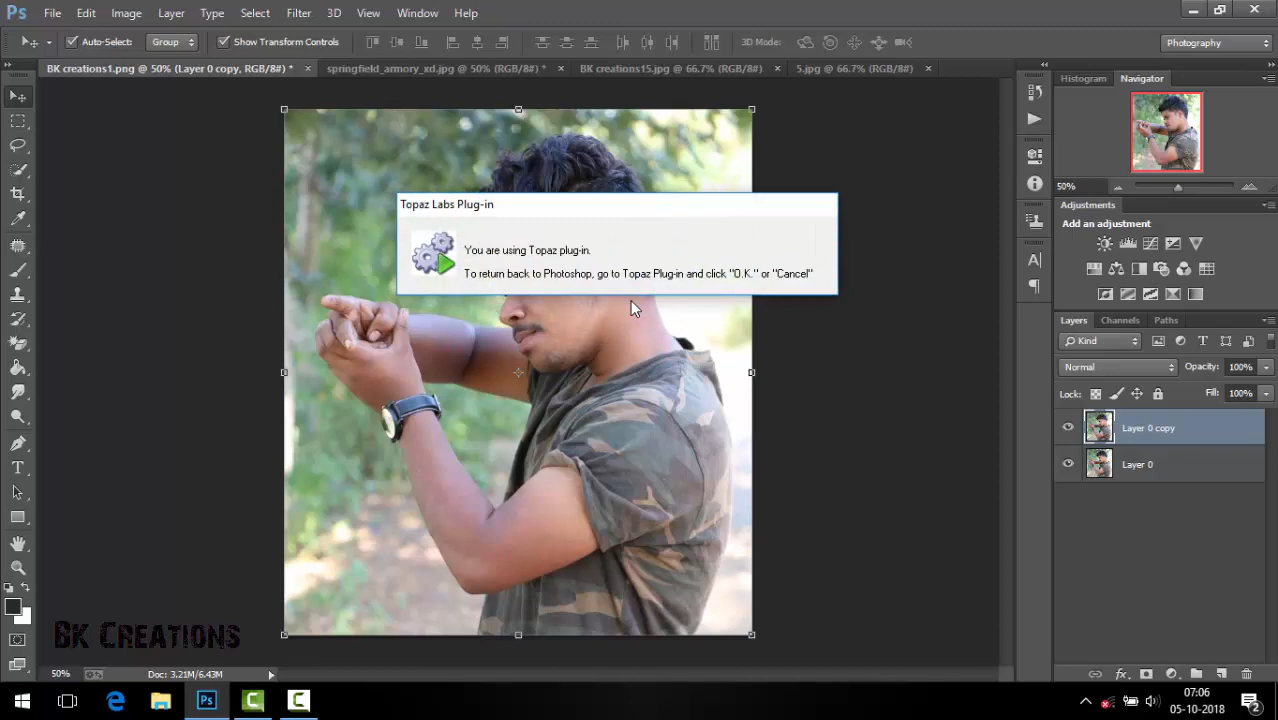 Ps File Edit Image Layer Type Select Filter 3D View Window Help
Auto-Select: Group Show Transform Controls 3D Mode: Photography
BK creations1.png @ 50% (Layer 0 copy, RGB/8#) * × springfield_armory_xd.jpg @ 50% (RGB/8#) * × BK creations15.jpg @ 66.7% (RGB/8#) × 5.jpg @ 66.7% (RGB/8#) ×
Histogram Navigator
50%
Adjustments
Add an adjustment
Layers Channels Paths
Kind
Normal Opacity: 100%
Lock: Fill: 100%
Layer 0 copy
Layer 0
Topaz Labs Plug-in
You are using Topaz plug-in.
To return back to Photoshop, go to Topaz Plug-in and click "O.K." or "Cancel"
BK CREATIONS
50% Doc: 3.21M/6.43M
Ps
07:06
05-10-2018
2